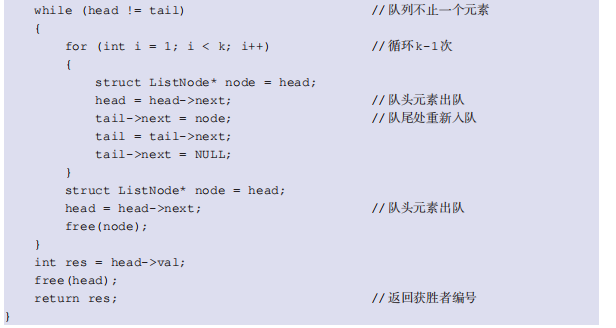 while (head != tail) //队列不止一个元素
{
for (int i = 1; i < k; i++) //循环k-1次
{
struct ListNode* node = head;
head = head->next; //队头元素出队
tail->next = node; //队尾处重新入队
tail = tail->next;
tail->next = NULL;
}
struct ListNode* node = head;
head = head->next; //队头元素出队
free(node);
}
int res = head->val;
free(head);
return res; //返回获胜者编号
}